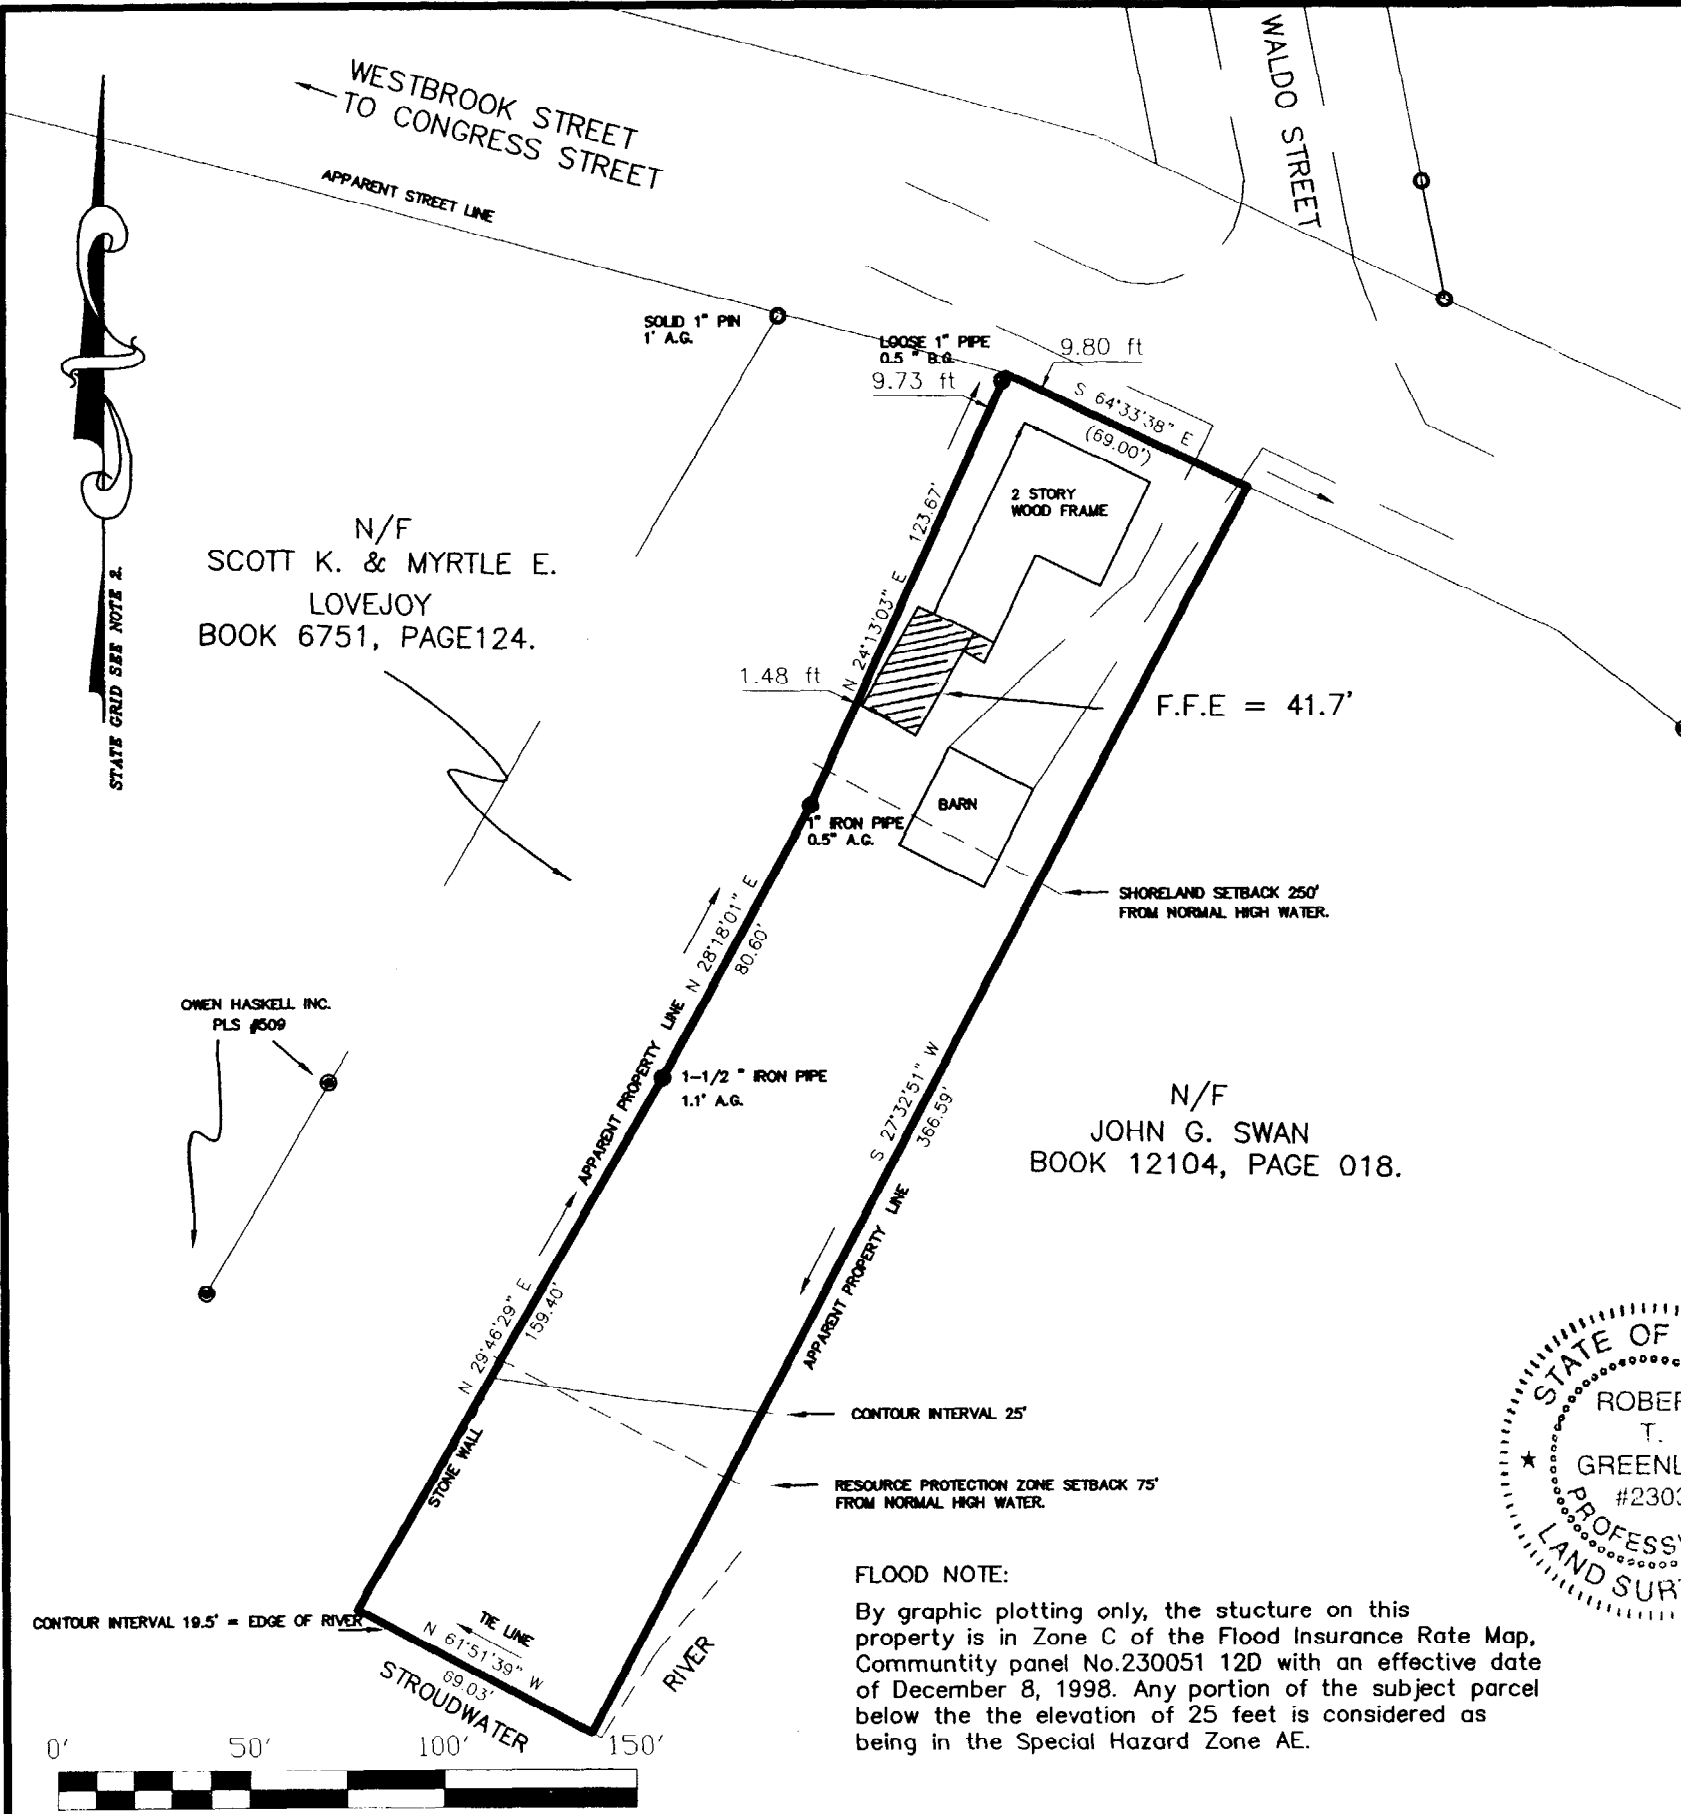 WESTBROOK STREET
TO CONGRESS STREET
WALDO STREET
APPARENT STREET LINE
SOLID 1" PIN
1' A.G.
LOOSE 1" PIPE
0.5 " B.G.
9.73 ft
9.80 ft
S 64°33'38" E
(69.00')
2 STORY
WOOD FRAME
123.67'
N 24°13'03" E
N/F
SCOTT K. & MYRTLE E.
LOVEJOY
BOOK 6751, PAGE124.
STATE GRID SEE NOTE 2.
1.48 ft
F.F.E = 41.7'
BARN
1" IRON PIPE
0.5" A.G.
SHORELAND SETBACK 250'
FROM NORMAL HIGH WATER.
N 28°18'01" E
80.60'
OWEN HASKELL INC.
PLS #509
APPARENT PROPERTY LINE
1-1/2 " IRON PIPE
1.1' A.G.
S 27°32'51" W
366.59'
N/F
JOHN G. SWAN
BOOK 12104, PAGE 018.
APPARENT PROPERTY LINE
N 29°46'29" E
159.40'
STONE WALL
CONTOUR INTERVAL 25'
RESOURCE PROTECTION ZONE SETBACK 75'
FROM NORMAL HIGH WATER.
STATE OF
ROBER
T.
GREENL
#230
PROFESS
LAND SUR
CONTOUR INTERVAL 19.5' = EDGE OF RIVER
TIE LINE
N 61°51'39" W
69.03'
STROUDWATER
RIVER
FLOOD NOTE:
By graphic plotting only, the stucture on this
property is in Zone C of the Flood Insurance Rate Map,
Communtity panel No.230051 12D with an effective date
of December 8, 1998. Any portion of the subject parcel
below the the elevation of 25 feet is considered as
being in the Special Hazard Zone AE.
0' 50' 100' 150'